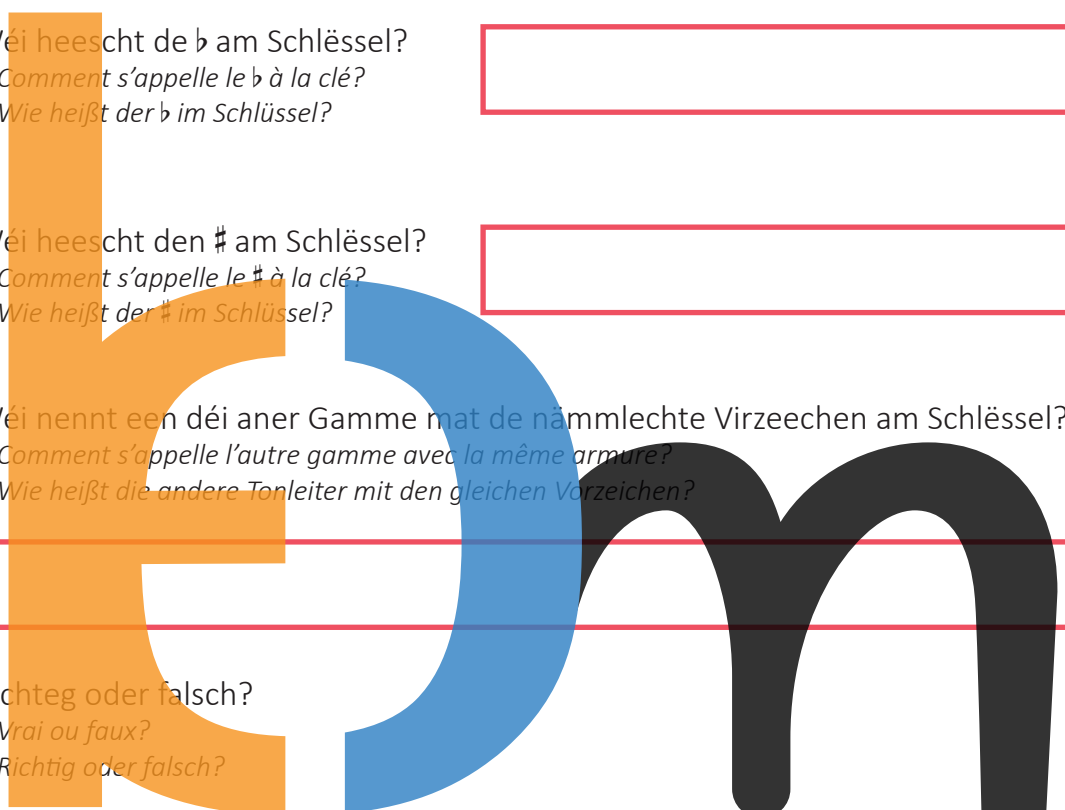 éi heescht de ♭ am Schlëssel?
Comment s’appelle le ♭ à la clé?
Wie heißt der ♭ im Schlüssel?
éi heescht den ♯ am Schlëssel?
Comment s’appelle le ♯ à la clé?
Wie heißt der ♯ im Schlüssel?
éi nennt een déi aner Gamme mat de nämmlechte Virzeechen am Schlëssel?
Comment s’appelle l’autre gamme avec la même armure?
Wie heißt die andere Tonleiter mit den gleichen Vorzeichen?
chteg oder falsch?
Vrai ou faux?
Richtig oder falsch?